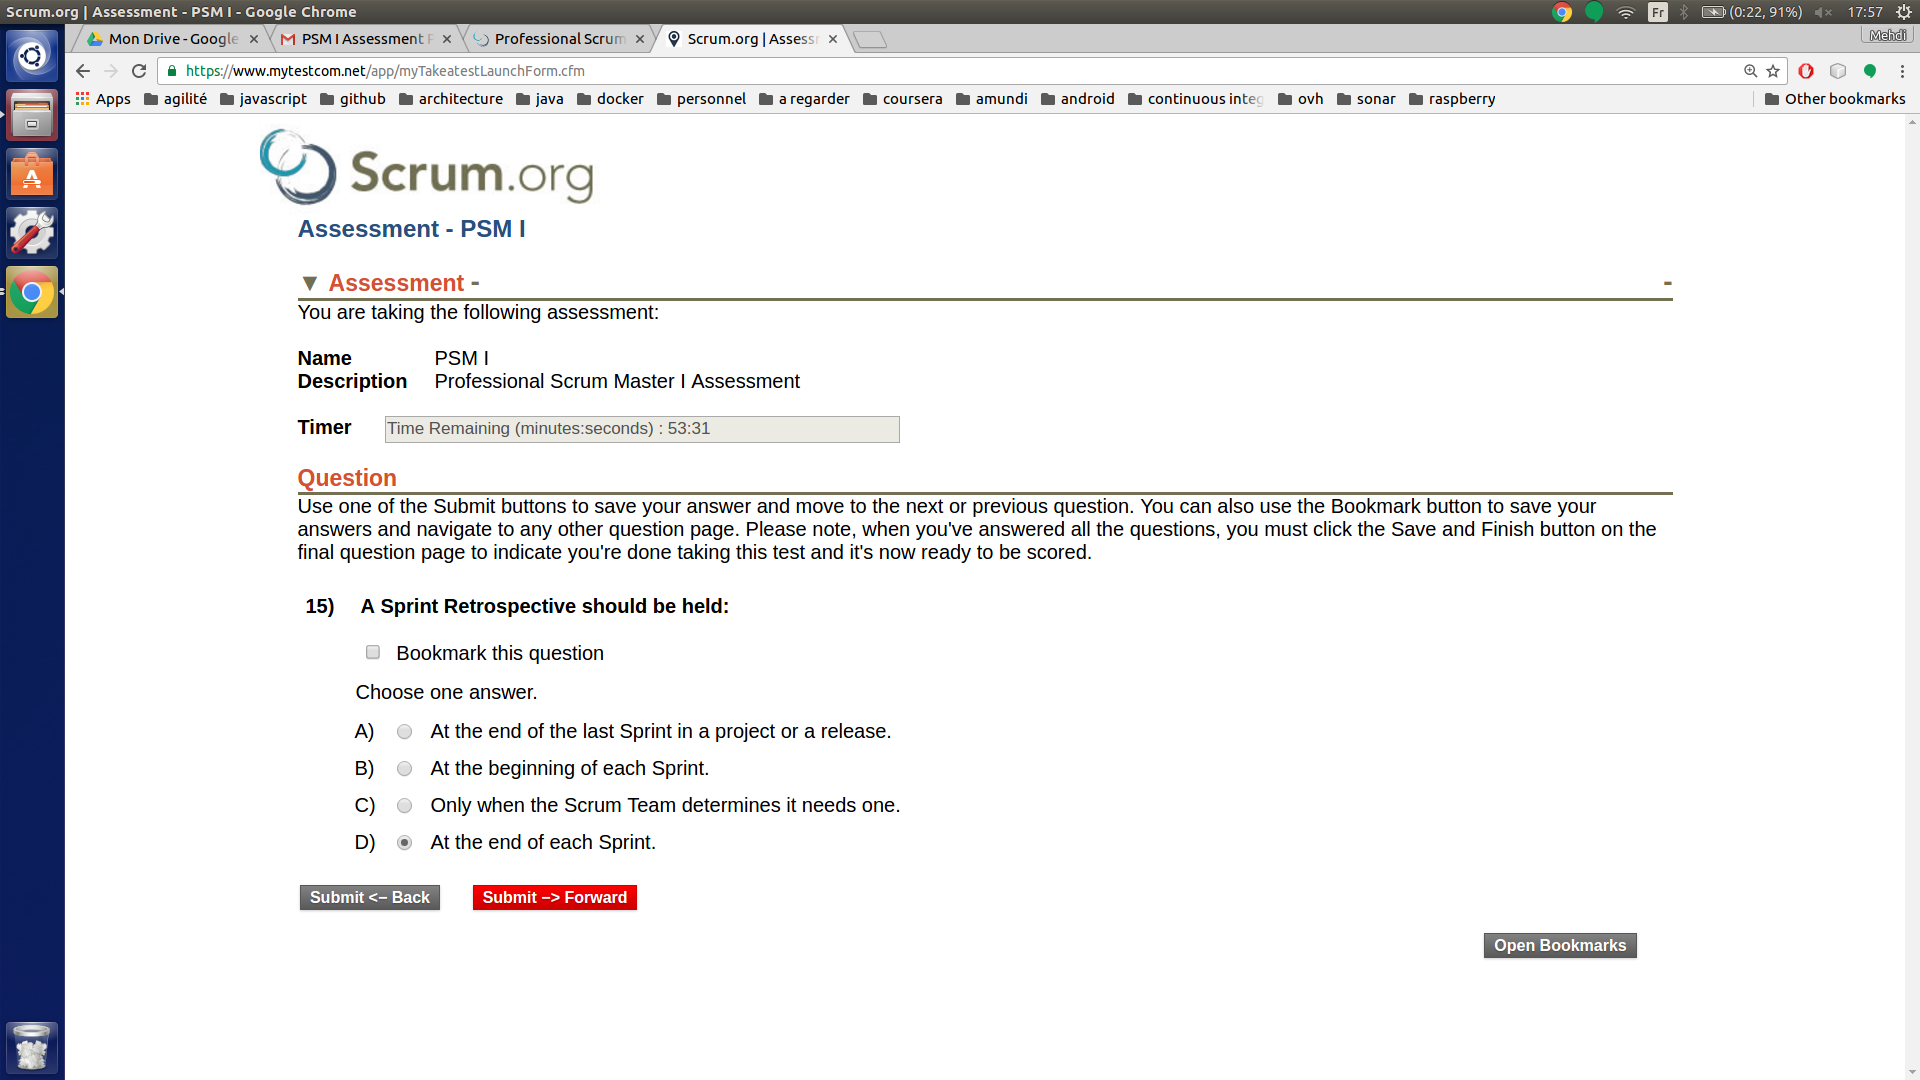 Scrum.org | Assessment - PSM I - Google Chrome
Fr
(0:22, 91%)
17:57
Mon Drive - Google
PSM I Assessment
Professional Scrum
Scrum.org | Assess
Mehdi
https://www.mytestcom.net/app/myTakeatestLaunchForm.cfm
Apps agilité javascript github architecture java docker personnel a regarder coursera amundi android continuous integ ovh sonar raspberry Other bookmarks
Scrum.org
Assessment - PSM I
▼ Assessment - -
You are taking the following assessment:
Name PSM I
Description Professional Scrum Master I Assessment
Timer Time Remaining (minutes:seconds) : 53:31
Question
Use one of the Submit buttons to save your answer and move to the next or previous question. You can also use the Bookmark button to save your
answers and navigate to any other question page. Please note, when you've answered all the questions, you must click the Save and Finish button on the
final question page to indicate you're done taking this test and it's now ready to be scored.
15) A Sprint Retrospective should be held:
Bookmark this question
Choose one answer.
A) At the end of the last Sprint in a project or a release.
B) At the beginning of each Sprint.
C) Only when the Scrum Team determines it needs one.
D) At the end of each Sprint.
Submit <– Back Submit –> Forward
Open Bookmarks